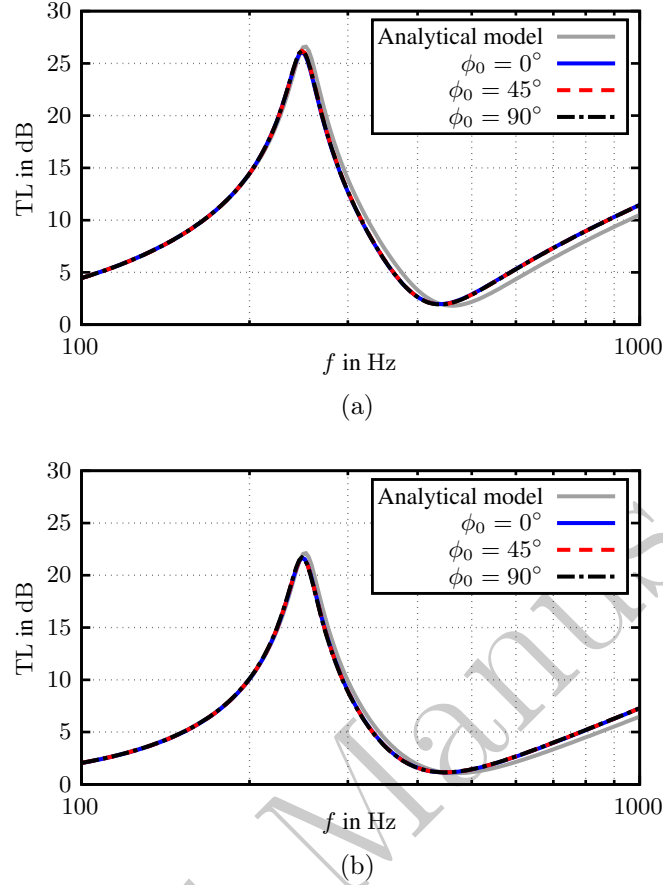 30
25
20
15
10
5
0
TL in dB
Analytical model
ϕ₀ = 0°
ϕ₀ = 45°
ϕ₀ = 90°
100
1000
f in Hz
(a)
30
25
20
15
10
5
0
TL in dB
Analytical model
ϕ₀ = 0°
ϕ₀ = 45°
ϕ₀ = 90°
100
1000
f in Hz
(b)
Manus